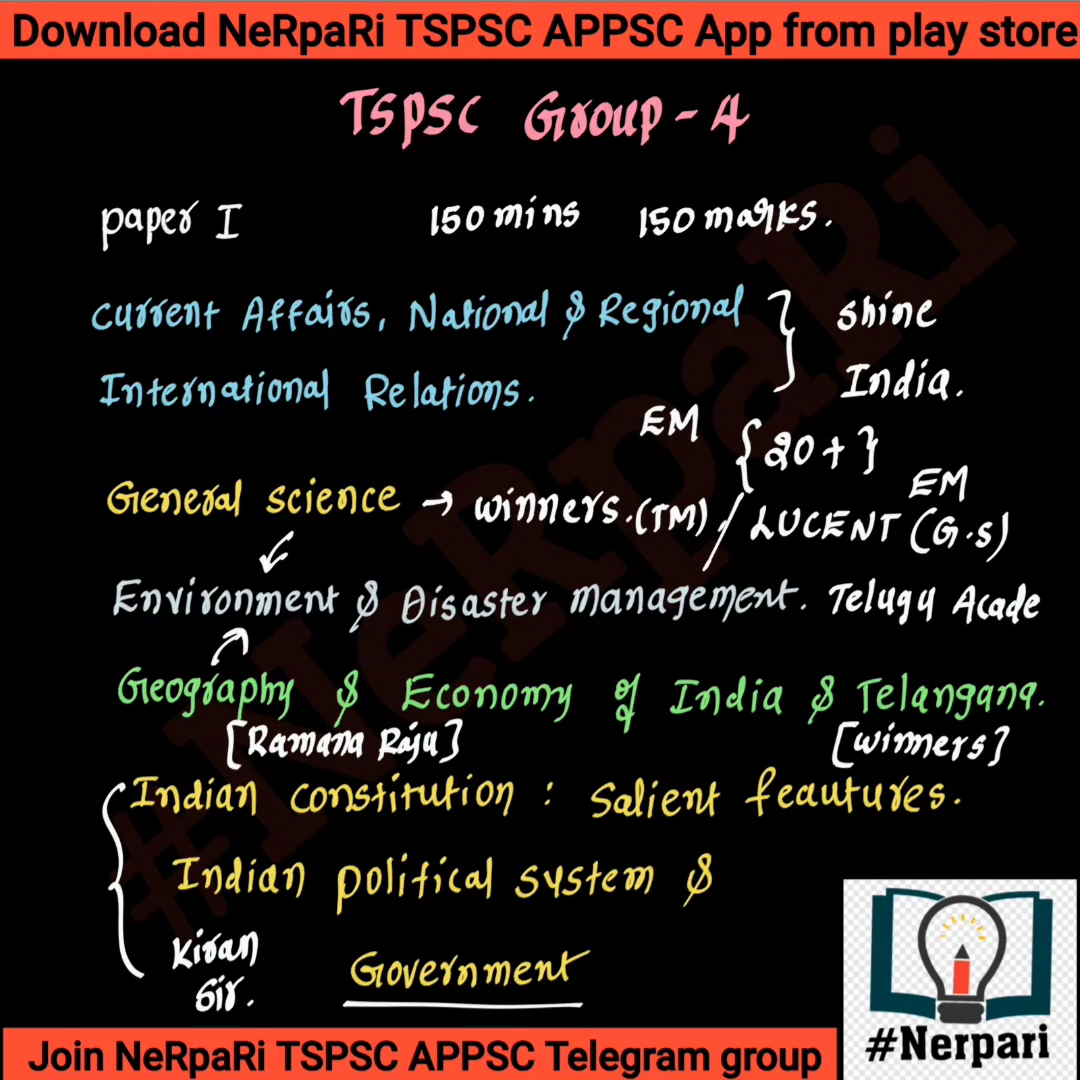 Download NeRpaRi TSPSC APPSC App from play store
TSPSC Group - 4
paper I 150 mins 150 marks.
current Affairs, National & Regional } shine
International Relations. India.
EM {20+}
EM
General science → winners.(TM) / LUCENT (G.s)
Environment & Disaster management. Telugu Acade
Geography & Economy of India & Telangana.
[Ramana Raju] [winners]
Indian constitution : salient feautures.
Indian political system &
Kiran
Sir.
Government
#NeRpaRi
#Nerpari
Join NeRpaRi TSPSC APPSC Telegram group